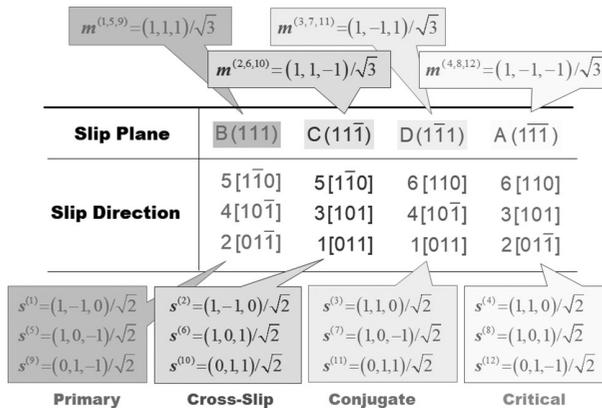 m^(1,5,9)=(1,1,1)/√3
m^(3,7,11)=(1,-1,1)/√3
m^(2,6,10)=(1,1,-1)/√3
m^(4,8,12)=(1,-1,-1)/√3
Slip Plane B(111) C(111̅) D(11̅1) A(11̅1̅)
5[11̅0] 5[11̅0] 6[110] 6[110]
Slip Direction 4[101̅] 3[101] 4[101̅] 3[101]
2[011̅] 1[011] 1[011] 2[011̅]
s^(1)=(1,-1,0)/√2 s^(2)=(1,-1,0)/√2 s^(3)=(1,1,0)/√2 s^(4)=(1,1,0)/√2
s^(5)=(1,0,-1)/√2 s^(6)=(1,0,1)/√2 s^(7)=(1,0,-1)/√2 s^(8)=(1,0,1)/√2
s^(9)=(0,1,-1)/√2 s^(10)=(0,1,1)/√2 s^(11)=(0,1,1)/√2 s^(12)=(0,1,-1)/√2
Primary Cross-Slip Conjugate Critical